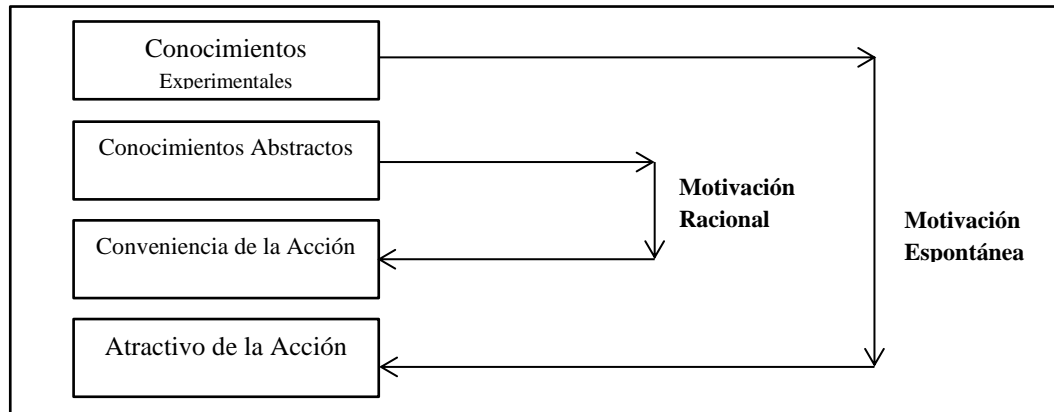 Conocimientos
Experimentales
Conocimientos Abstractos
Motivación
Racional
Conveniencia de la Acción
Motivación
Espontánea
Atractivo de la Acción